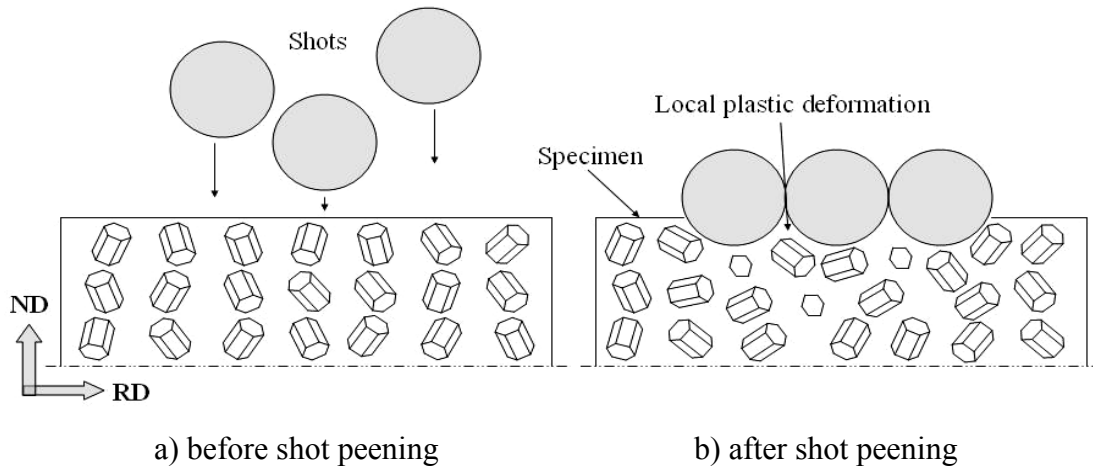 Shots
Local plastic deformation
Specimen
ND
RD
a) before shot peening
b) after shot peening